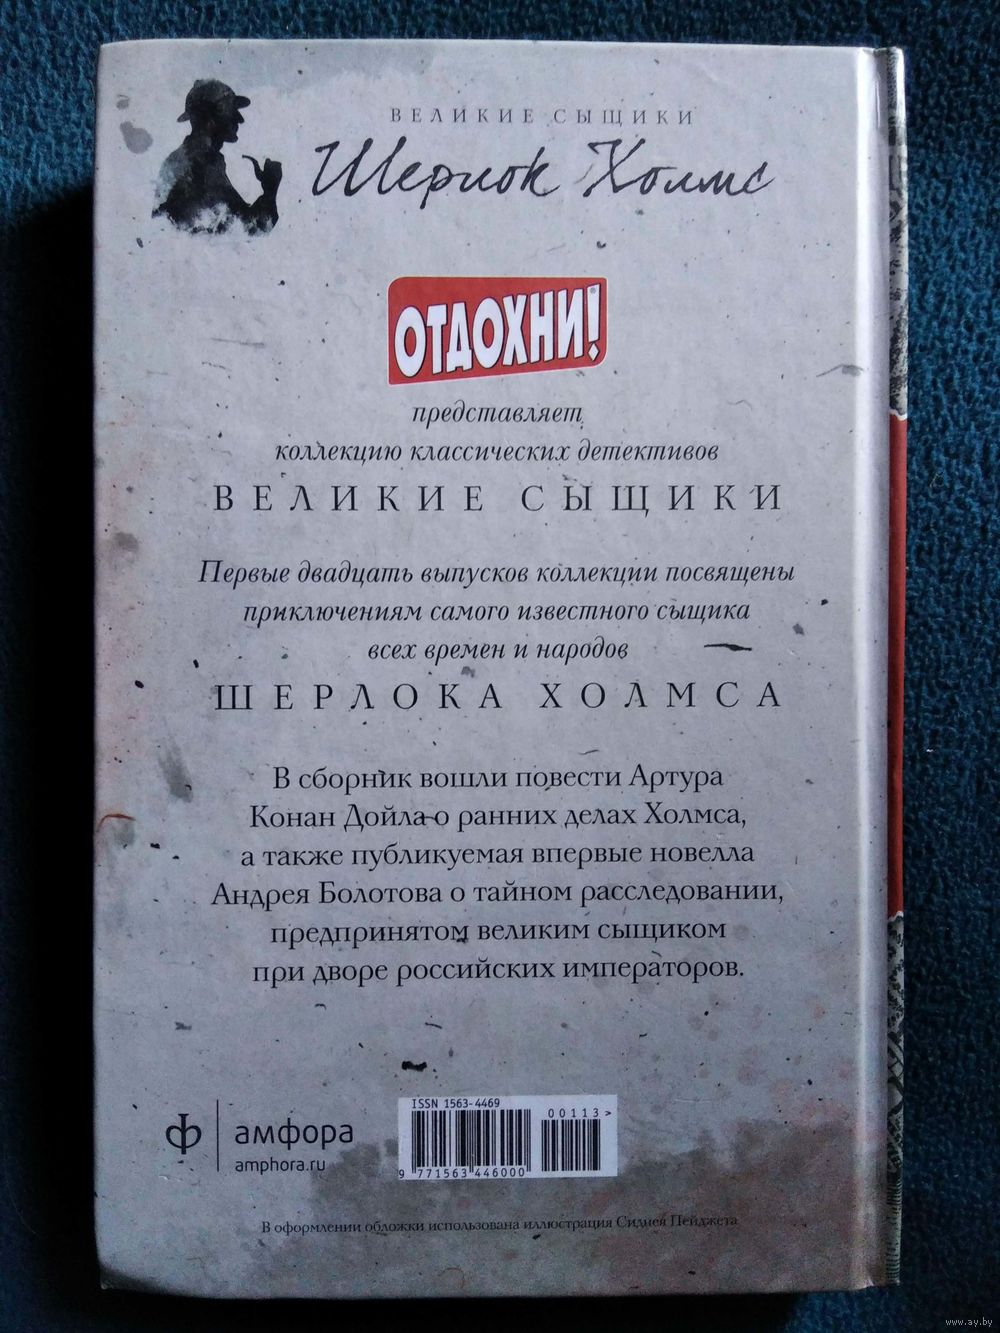 ВЕЛИКИЕ СЫЩИКИ
Шерлок Холмс
ОТДОХНИ!®
представляет
коллекцию классических детективов
ВЕЛИКИЕ СЫЩИКИ
Первые двадцать выпусков коллекции посвящены
приключениям самого известного сыщика
всех времен и народов
ШЕРЛОКА ХОЛМСА
В сборник вошли повести Артура
Конан Дойла о ранних делах Холмса,
а также публикуемая впервые новелла
Андрея Болотова о тайном расследовании,
предпринятом великим сыщиком
при дворе российских императоров.
ISSN 1563-4469
00113>
9 771563 446000
амфора
amphora.ru
В оформлении обложки использована иллюстрация Сиднея Пейджета
www.ay.by